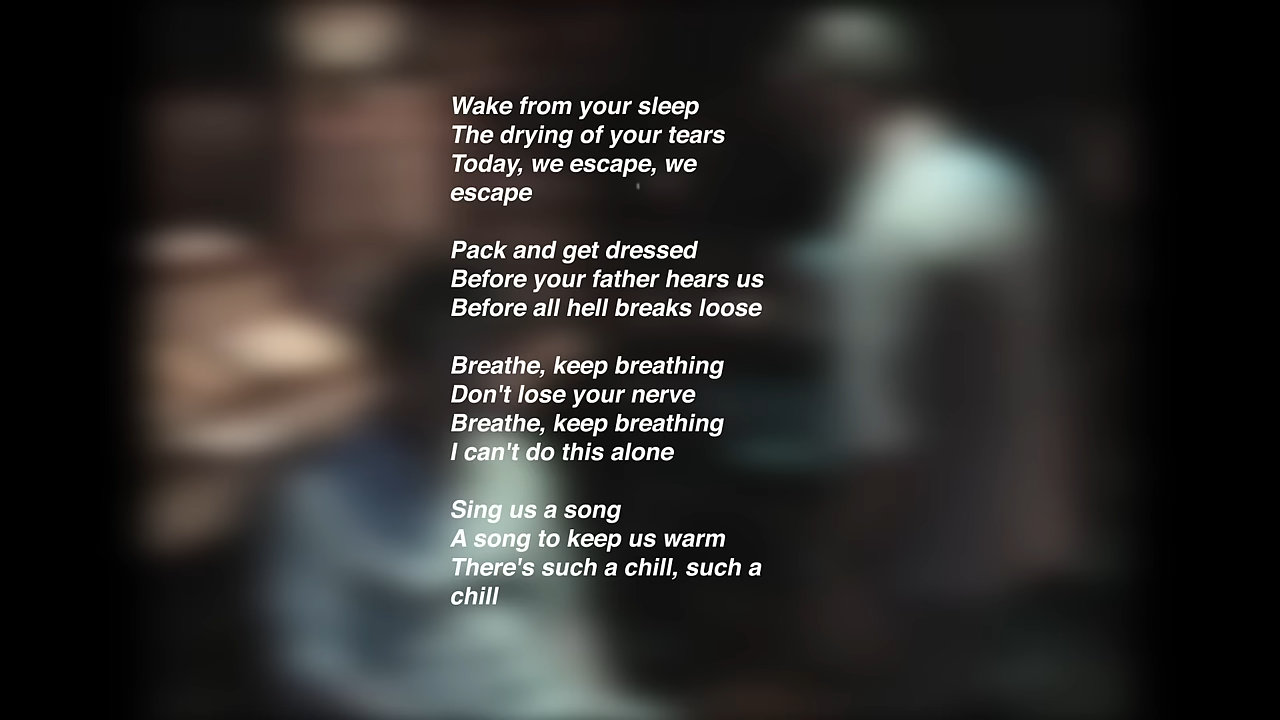 Wake from your sleep
The drying of your tears
Today, we escape, we
escape

Pack and get dressed
Before your father hears us
Before all hell breaks loose

Breathe, keep breathing
Don't lose your nerve
Breathe, keep breathing
I can't do this alone

Sing us a song
A song to keep us warm
There's such a chill, such a
chill